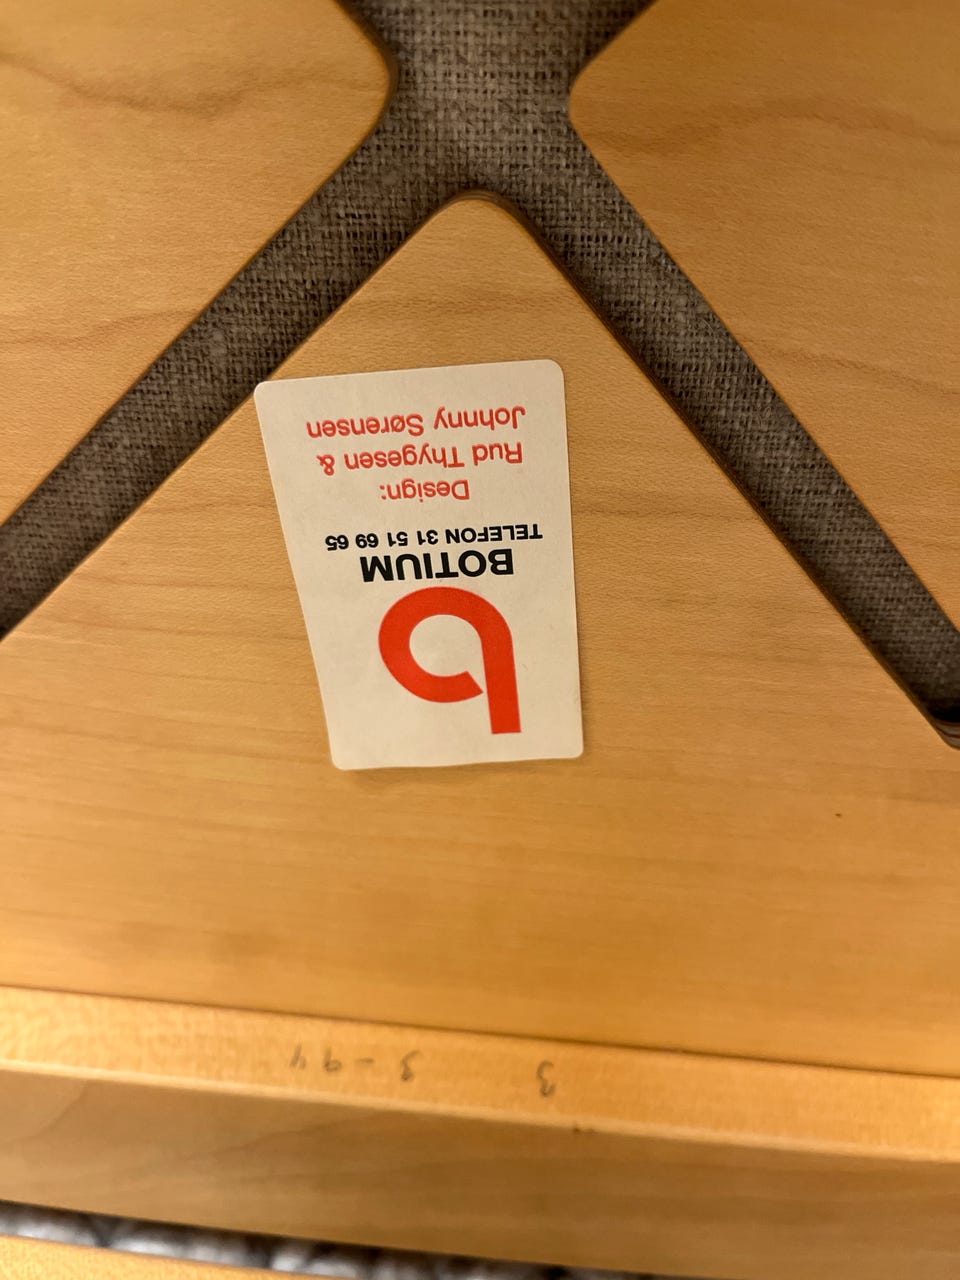 b
BOTIUM
TELEFON 31 51 69 65
Design:
Rud Thygesen &
Johnny Sørensen
3 3-94